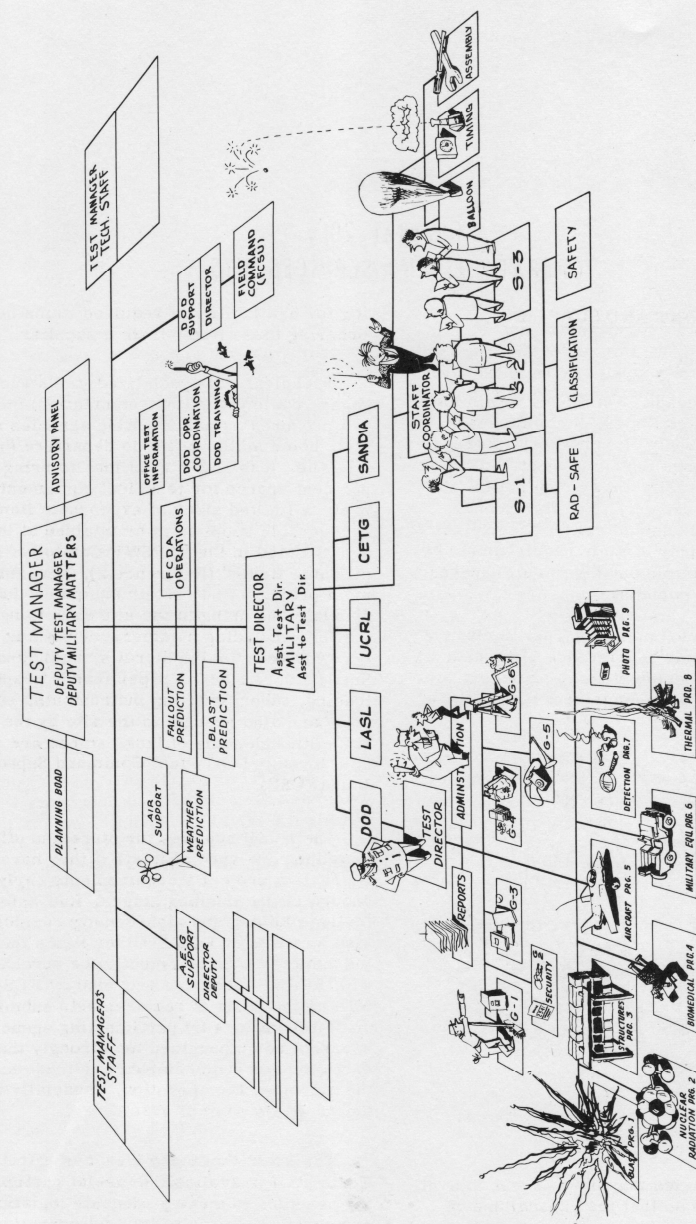 TEST MANAGER
DEPUTY TEST MANAGER
DEPUTY MILITARY MATTERS
PLANNING BOAD
ADVISORY PANEL
TEST MANAGERS
STAFF
TEST MANAGER
TECH. STAFF
A.E.G
SUPPORT.
DIRECTOR
DEPUTY
AIR
SUPPORT
WEATHER
PREDICTION
FALLOUT
PREDICTION
BLAST
PREDICTION
OFFICE TEST
INFORMATION
FCDA
OPERATIONS
DOD OPR.
COORDINATION
DOD TRAINING
DOD
SUPPORT
DIRECTOR
FIELD
COMMAND
(FCSU)
TEST DIRECTOR
Asst. Test Dir.
MILITARY
Asst to Test Dir.
DOD
LASL
UCRL
CETG
SANDIA
TEST
DIRECTOR
STAFF
COORDINATOR
BALLOON
TIMING
ASSEMBLY
REPORTS
ADMINSTRATION
S-1
S-2
S-3
G-1
SECURITY
G-3
G-4
G-5
G-6
RAD-SAFE
CLASSIFICATION
SAFETY
BLAST PRG. 1
NUCLEAR
RADIATION PRG. 2
STRUCTURES
PRG. 3
BIOMEDICAL PRG.4
AIRCRAFT PRG. 5
MILITARY EQUI. PRG. 6
DETECTION PRG. 7
THERMAL PRG. 8
PHOTO PRG. 9